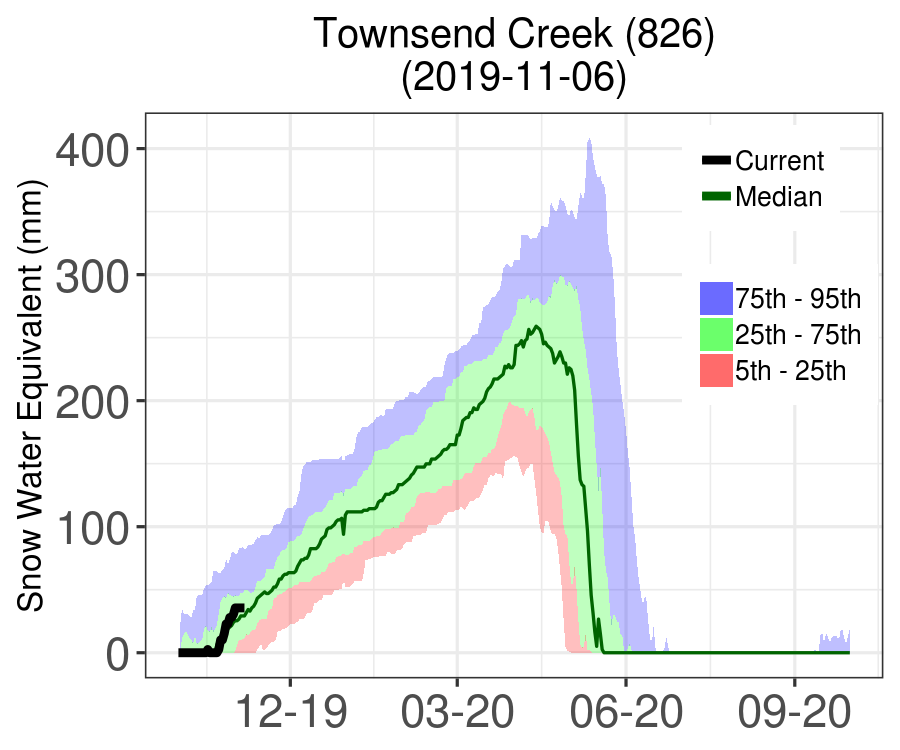 Townsend Creek (826)
(2019-11-06)
Snow Water Equivalent (mm)
400
300
200
100
0
Current
Median
75th - 95th
25th - 75th
5th - 25th
12-19 03-20 06-20 09-20